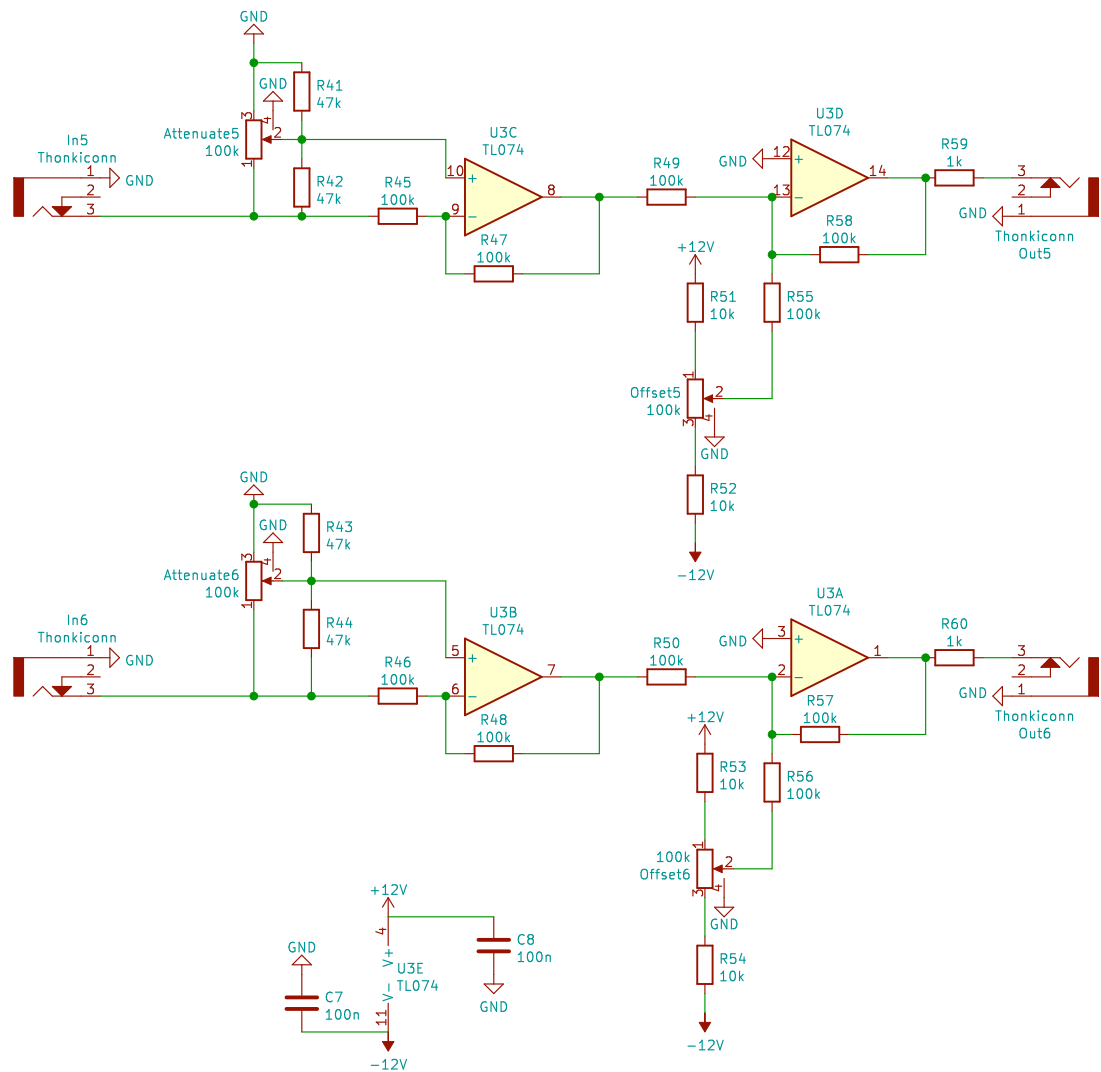 GND
R41
47k
GND
3
4
Attenuate5
100k
2
1
In5
Thonkiconn
1
GND
2
3
R42
47k
R45
100k
U3C
TL074
10
+
9
−
8
R47
100k
R49
100k
U3D
TL074
GND
12
+
13
−
14
R59
1k
3
2
GND
1
Thonkiconn
Out5
R58
100k
+12V
R51
10k
R55
100k
1
Offset5
100k
2
3
4
GND
R52
10k
-12V
GND
R43
47k
GND
3
4
Attenuate6
100k
2
1
In6
Thonkiconn
1
GND
2
3
R44
47k
R46
100k
U3B
TL074
5
+
6
−
7
R48
100k
R50
100k
U3A
TL074
GND
3
+
2
−
1
R60
1k
3
2
GND
1
Thonkiconn
Out6
R57
100k
+12V
R53
10k
R56
100k
1
100k
Offset6
2
3
4
GND
R54
10k
-12V
+12V
4
V+
U3E
TL074
V-
11
-12V
GND
C7
100n
C8
100n
GND